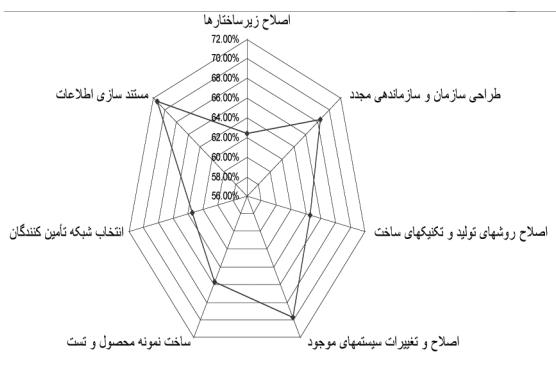 اصلاح زیرساختارها
72.00%
70.00%
68.00%
66.00%
64.00%
62.00%
60.00%
58.00%
56.00%
طراحی سازمان و سازماندهی مجدد
مستند سازی اطلاعات
اصلاح روشهای تولید و تکنیکهای ساخت
انتخاب شبکه تأمین کنندگان
اصلاح و تغییرات سیستمهای موجود
ساخت نمونه محصول و تست